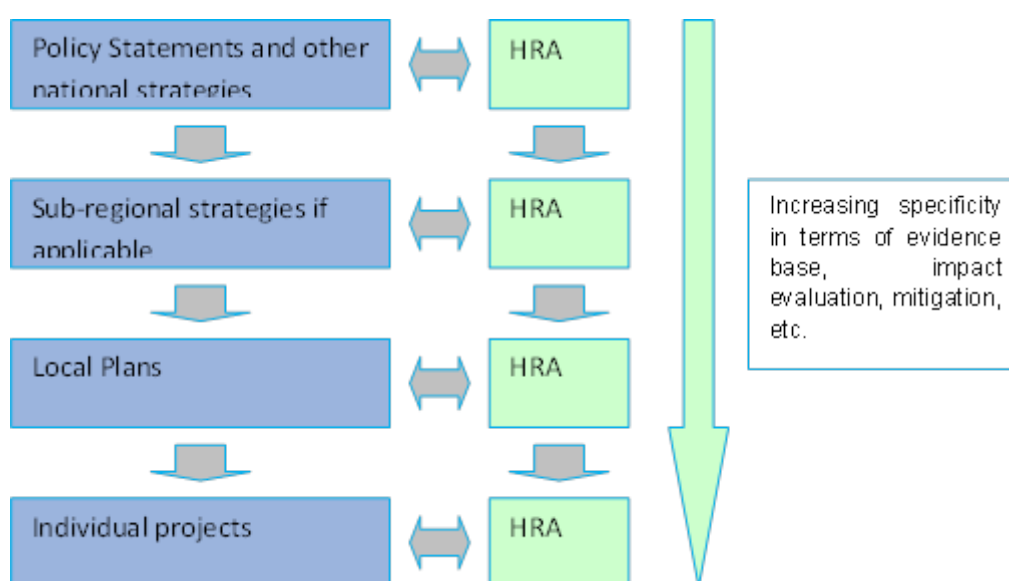 Policy Statements and other
national strategies
HRA
Sub-regional strategies if
applicable
HRA
Increasing specificity
in terms of evidence
base, impact
evaluation, mitigation,
etc.
Local Plans
HRA
Individual projects
HRA